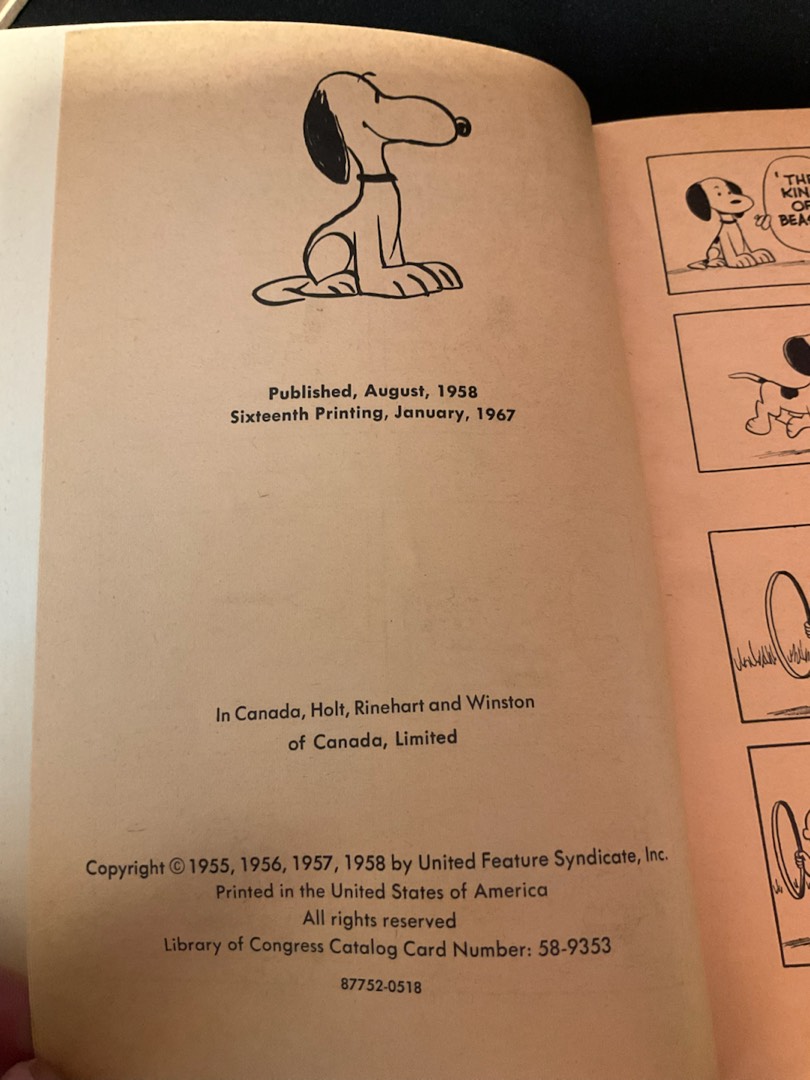 Published, August, 1958
Sixteenth Printing, January, 1967
In Canada, Holt, Rinehart and Winston
of Canada, Limited
Copyright © 1955, 1956, 1957, 1958 by United Feature Syndicate, Inc.
Printed in the United States of America
All rights reserved
Library of Congress Catalog Card Number: 58-9353
87752-0518